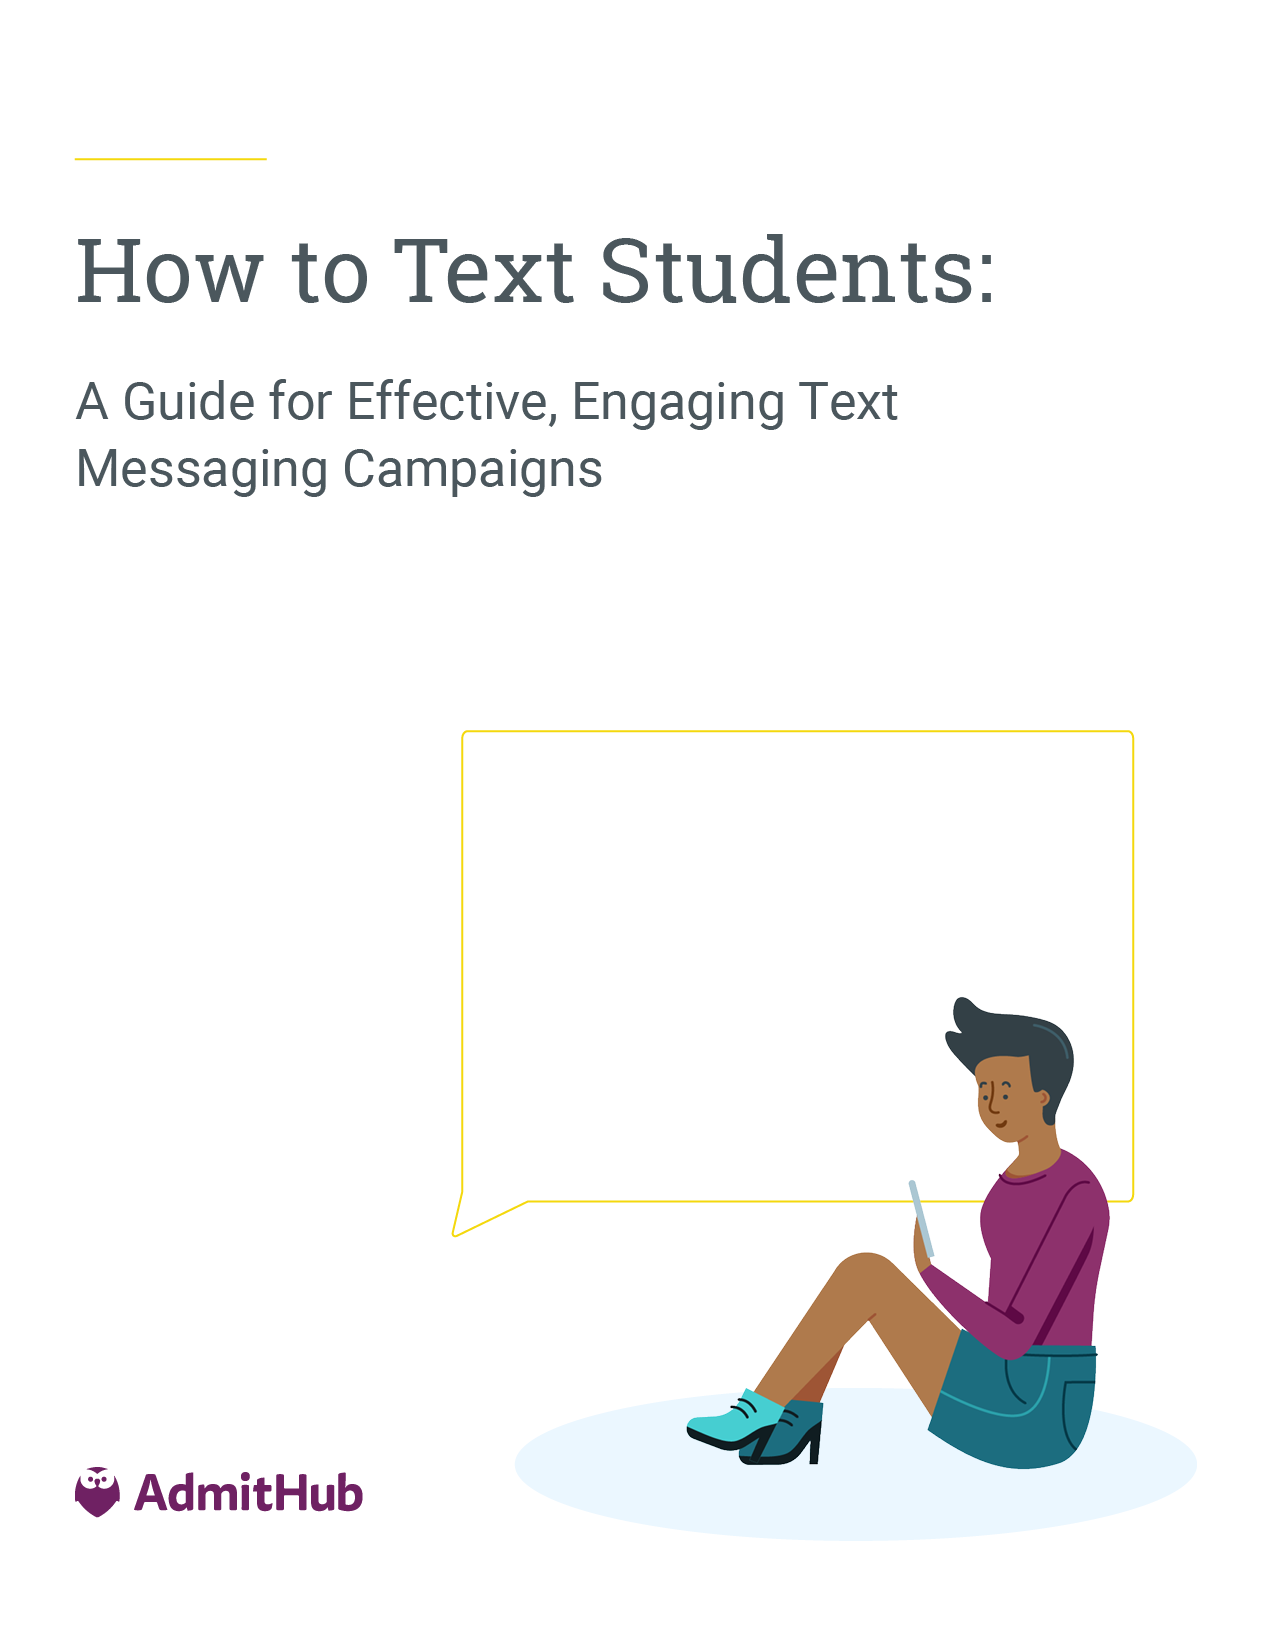 How to Text Students:
A Guide for Effective, Engaging Text
Messaging Campaigns
AdmitHub